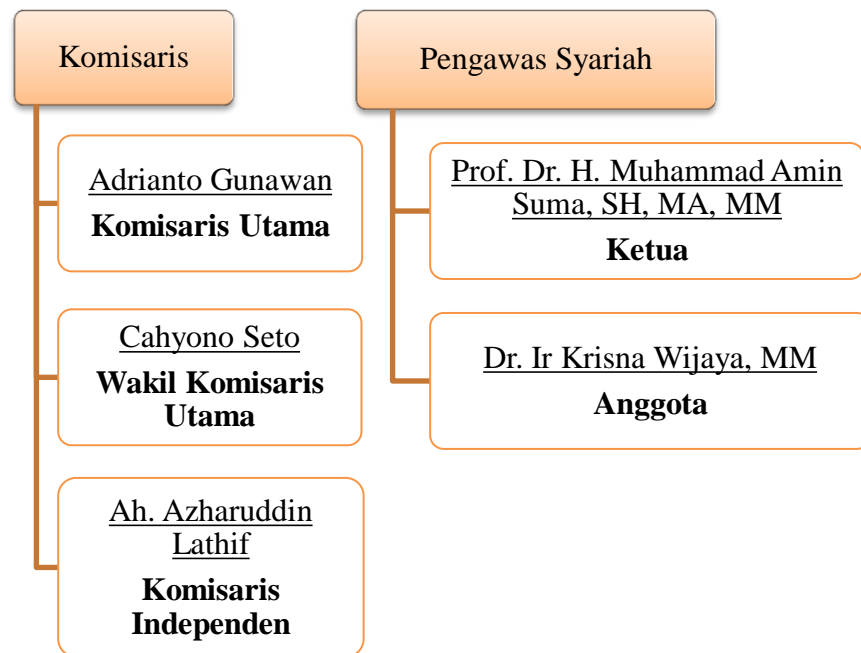 Komisaris
Adrianto Gunawan
Komisaris Utama
Cahyono Seto
Wakil Komisaris
Utama
Ah. Azharuddin
Lathif
Komisaris
Independen
Pengawas Syariah
Prof. Dr. H. Muhammad Amin
Suma, SH, MA, MM
Ketua
Dr. Ir Krisna Wijaya, MM
Anggota